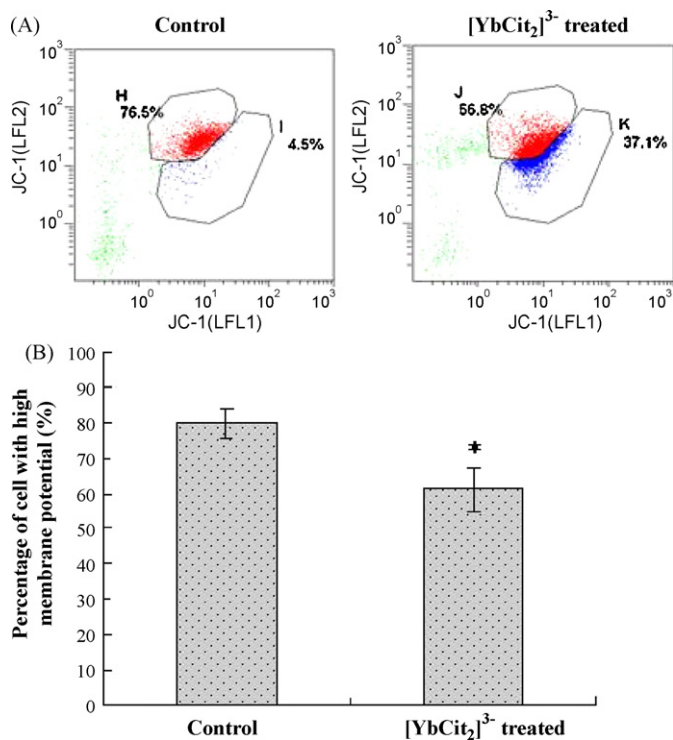 (A)
Control
[YbCit2]3- treated
JC-1(LFL2)
10³
10²
10¹
10⁰
H
76.5%
I
4.5%
10⁰ 10¹ 10² 10³
JC-1(LFL1)
JC-1(LFL2)
10³
10²
10¹
10⁰
J
56.8%
K
37.1%
10⁰ 10¹ 10² 10³
JC-1(LFL1)
(B)
Percentage of cell with high
membrane potential (%)
100
90
80
70
60
50
40
30
20
10
0
*
Control
[YbCit2]3- treated